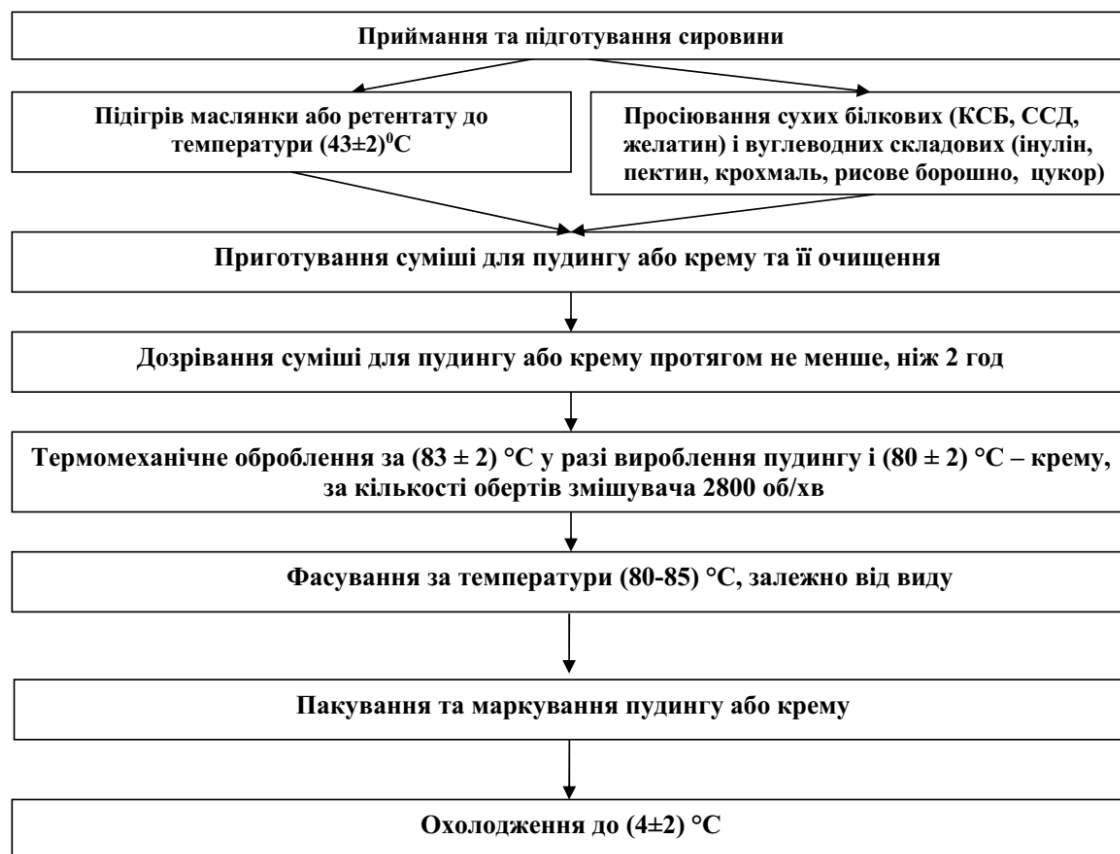 Приймання та підготування сировини
Підігрів маслянки або ретентату до
температури (43±2)⁰С
Просіювання сухих білкових (КСБ, ССД,
желатин) і вуглеводних складових (інулін,
пектин, крохмаль, рисове борошно, цукор)
Приготування суміші для пудингу або крему та її очищення
Дозрівання суміші для пудингу або крему протягом не менше, ніж 2 год
Термомеханічне оброблення за (83 ± 2) °С у разі вироблення пудингу і (80 ± 2) °С – крему,
за кількості обертів змішувача 2800 об/хв
Фасування за температури (80-85) °С, залежно від виду
Пакування та маркування пудингу або крему
Охолодження до (4±2) °С